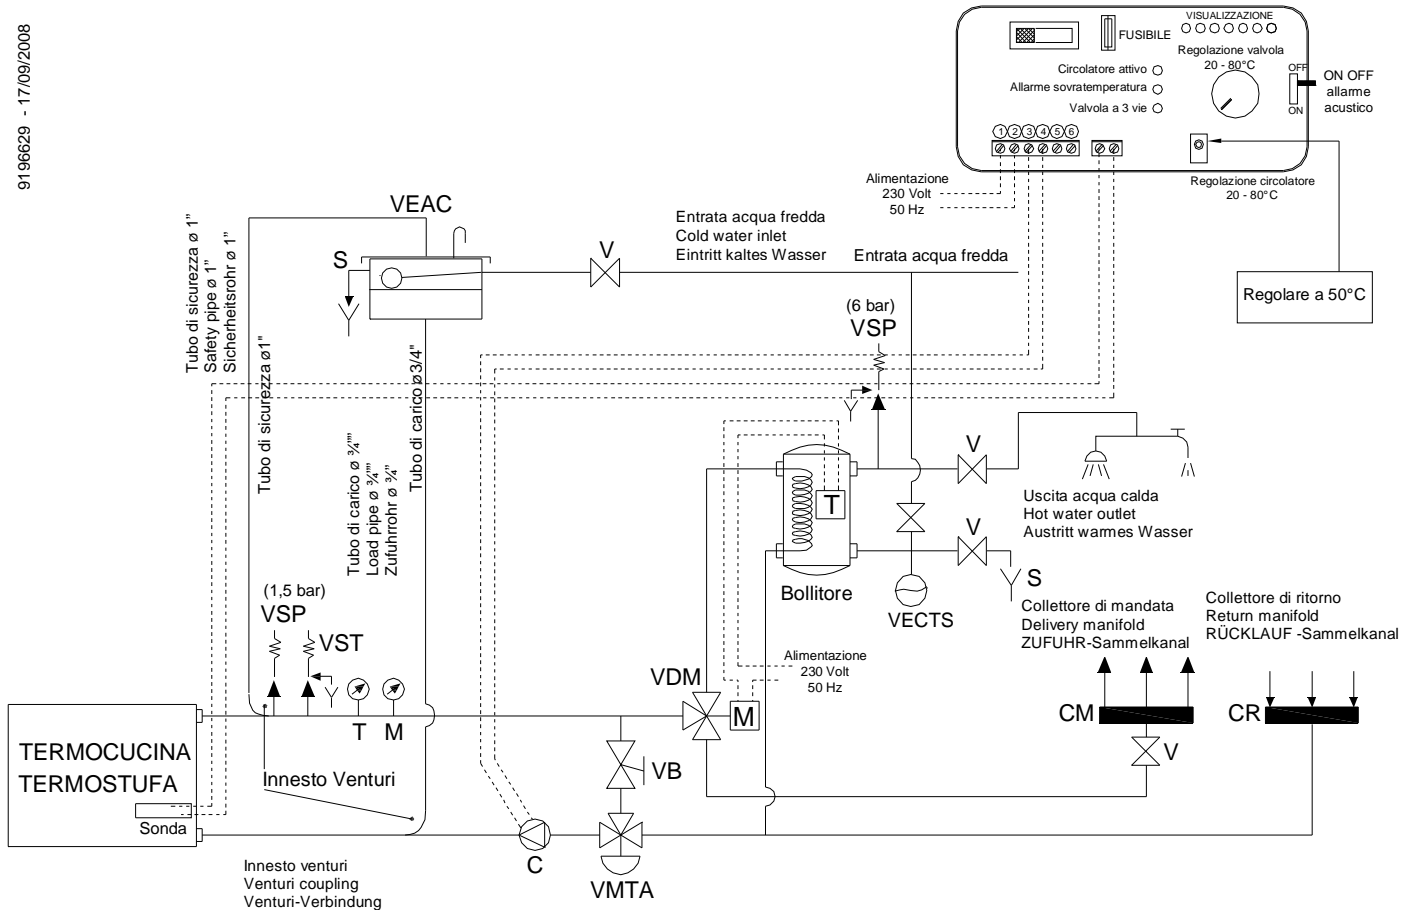 9196629 - 17/09/2008
VISUALIZZAZIONE
FUSIBILE
Regolazione valvola
20 - 80°C
Circolatore attivo
Allarme sovratemperatura
Valvola a 3 vie
OFF
ON
ON OFF
allarme
acustico
1 2 3 4 5 6
Alimentazione
230 Volt
50 Hz
Regolazione circolatore
20 - 80°C
Regolare a 50°C
VEAC
S
V
Entrata acqua fredda
Cold water inlet
Eintritt kaltes Wasser
Entrata acqua fredda
Tubo di sicurezza ø 1”
Safety pipe ø 1”
Sicherheitsrohr ø 1”
Tubo di sicurezza ø1"
Tubo di carico ø3/4"
Tubo di carico ø ¾””
Load pipe ø ¾””
Zufuhrrohr ø ¾”
(6 bar)
VSP
V
T
Uscita acqua calda
Hot water outlet
Austritt warmes Wasser
V
S
Bollitore
VECTS
(1,5 bar)
VSP
VST
T
M
Alimentazione
230 Volt
50 Hz
VDM
M
Collettore di mandata
Delivery manifold
ZUFUHR-Sammelkanal
Collettore di ritorno
Return manifold
RÜCKLAUF -Sammelkanal
CM
CR
V
TERMOCUCINA
TERMOSTUFA
Sonda
Innesto Venturi
VB
C
VMTA
Innesto venturi
Venturi coupling
Venturi-Verbindung